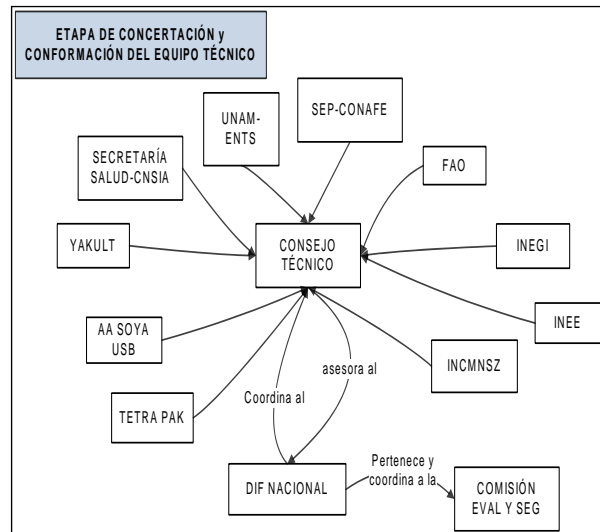 ETAPA DE CONCERTACIÓN y
CONFORMACIÓN DEL EQUIPO TÉCNICO
UNAM-
ENTS
SEP-CONAFE
SECRETARÍA
SALUD-CNSIA
FAO
YAKULT
CONSEJO
TÉCNICO
INEGI
AA SOYA
USB
INEE
INCMNSZ
TETRA PAK
Coordina al
asesora al
DIF NACIONAL
Pertenece y
coordina a la
COMISIÓN
EVAL Y SEG